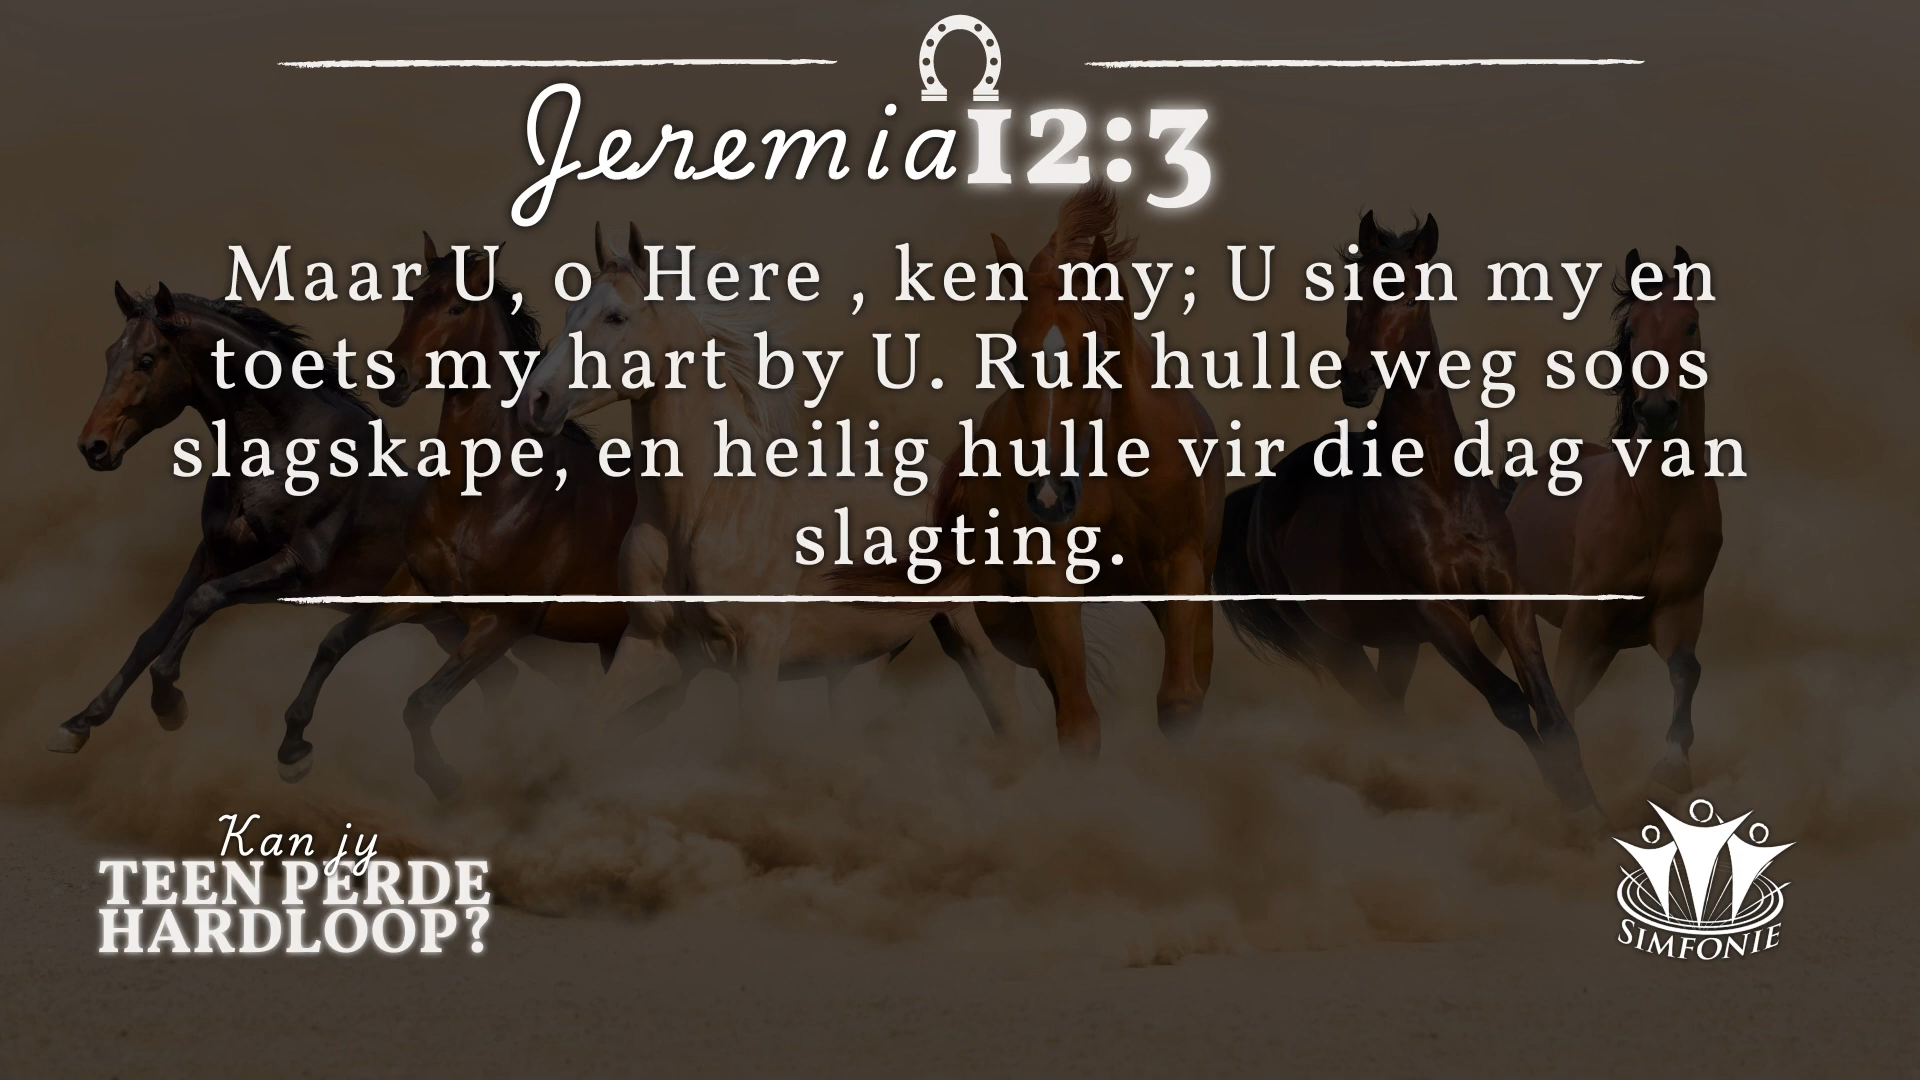 Jeremia 12:3
Maar U, o Here , ken my; U sien my en
toets my hart by U. Ruk hulle weg soos
slagskape, en heilig hulle vir die dag van
slagting.
Kan jy
TEEN PERDE
HARDLOOP?
SIMFONIE